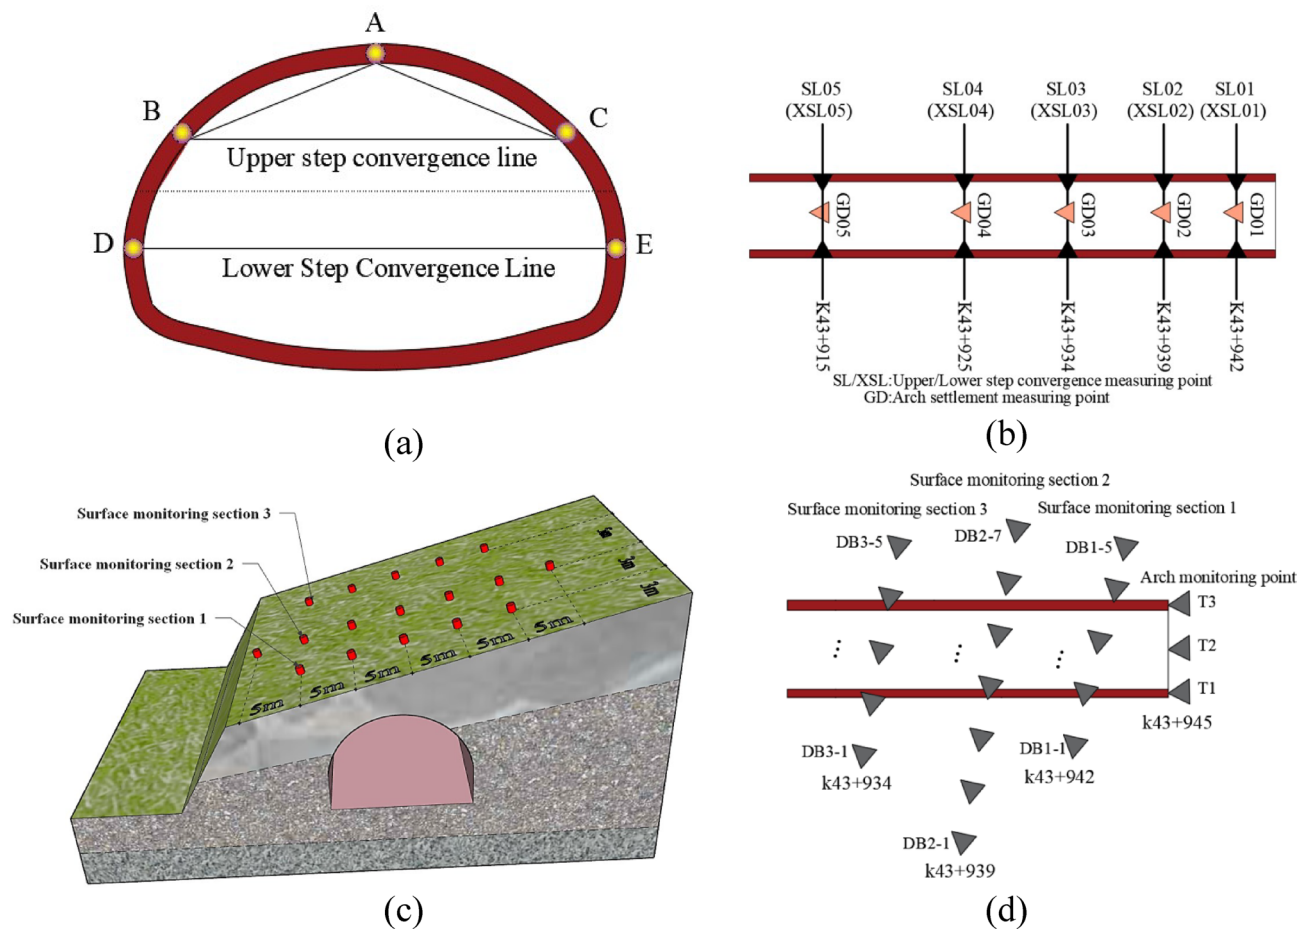 A
B
C
Upper step convergence line
D
E
Lower Step Convergence Line
(a)
SL05
(XSL05)
SL04
(XSL04)
SL03
(XSL03)
SL02
(XSL02)
SL01
(XSL01)
GD05
GD04
GD03
GD02
GD01
K43+915
K43+925
K43+934
K43+939
K43+942
SL/XSL:Upper/Lower step convergence measuring point
GD:Arch settlement measuring point
(b)
Surface monitoring section 3
Surface monitoring section 2
Surface monitoring section 1
3m
3m
5m
5m
5m
5m
5m
(c)
Surface monitoring section 2
Surface monitoring section 3
Surface monitoring section 1
DB3-5
DB2-7
DB1-5
Arch monitoring point
T3
T2
T1
k43+945
DB3-1
k43+934
DB1-1
k43+942
DB2-1
k43+939
(d)